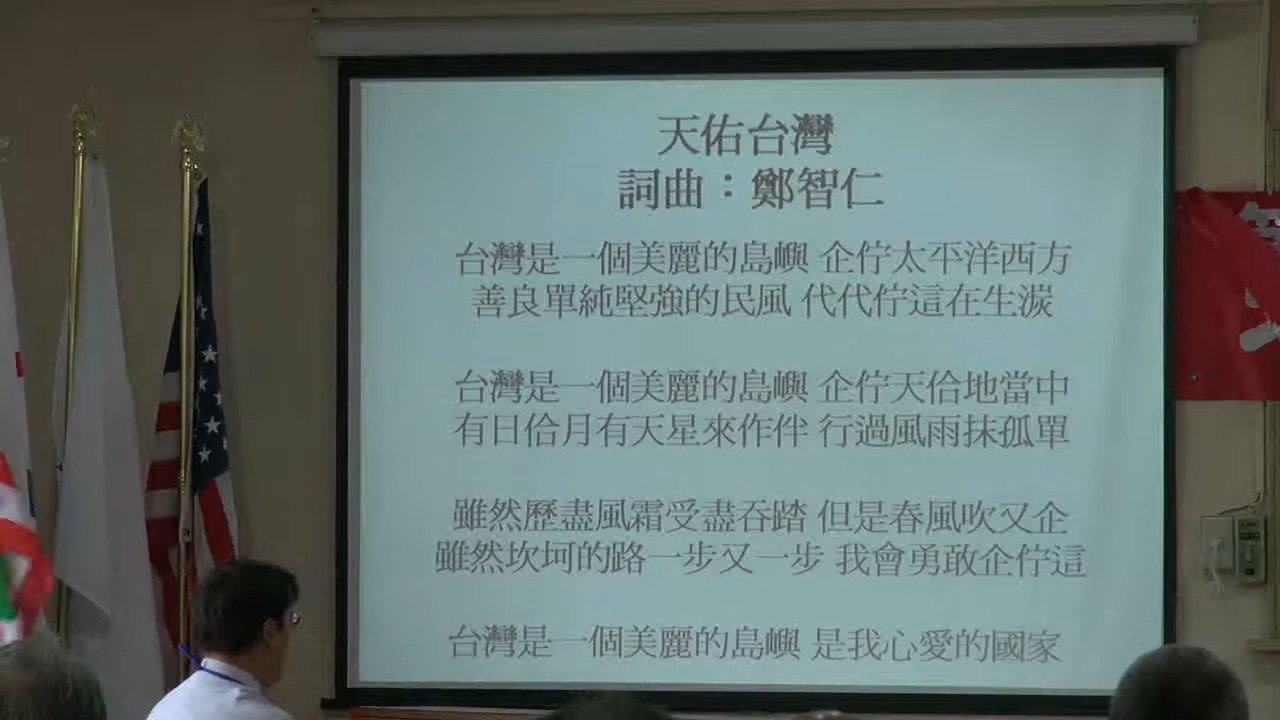 天佑台灣
詞曲：鄭智仁
台灣是一個美麗的島嶼 企佇太平洋西方
善良單純堅強的民風 代代佇這在生湠
台灣是一個美麗的島嶼 企佇天佮地當中
有日佮月有天星來作伴 行過風雨抹孤單
雖然歷盡風霜受盡吞踏 但是春風吹又企
雖然坎坷的路一步又一步 我會勇敢企佇這
台灣是一個美麗的島嶼 是我心愛的國家